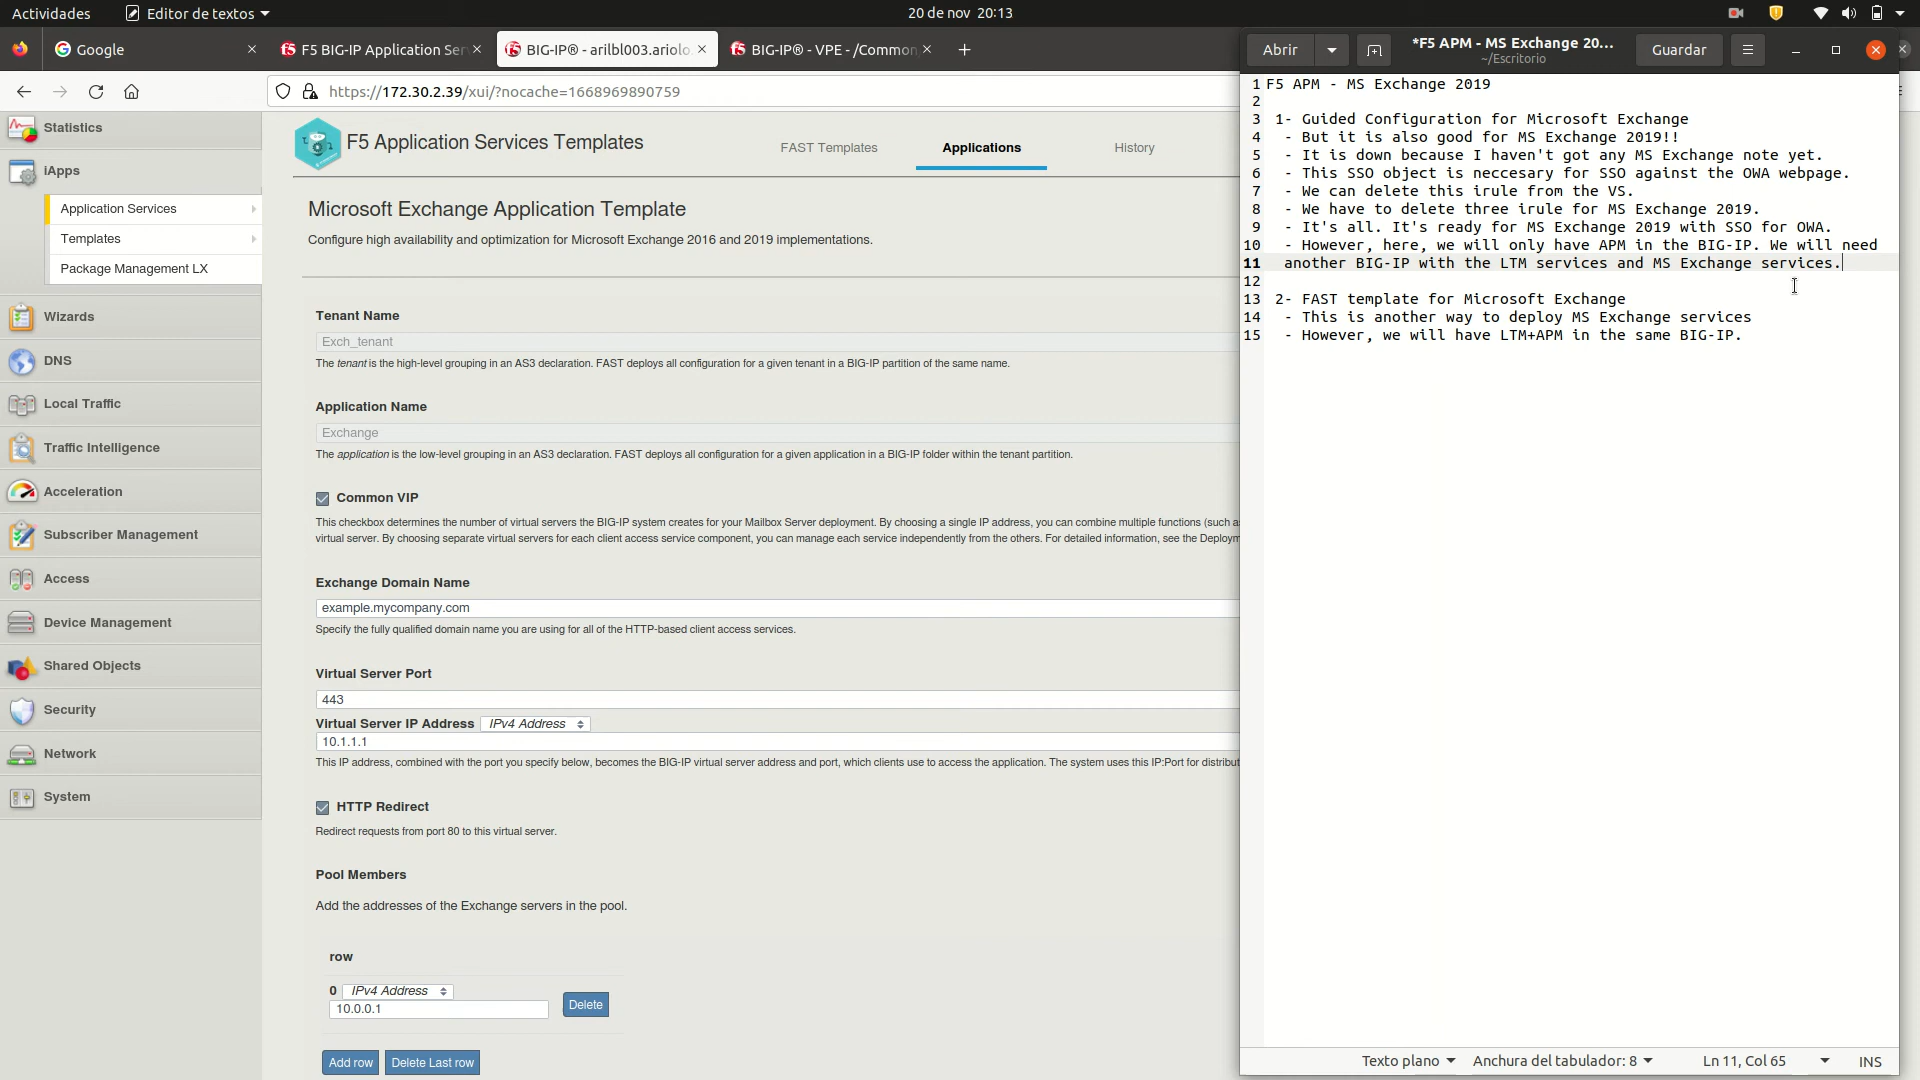 Actividades
Editor de textos
20 de nov 20:13
Google
F5 BIG-IP Application Ser
BIG-IP® - arilbl003.ariolo.
BIG-IP® - VPE - /Common
https://172.30.2.39/xui/?nocache=1668969890759
Statistics
iApps
Application Services
Templates
Package Management LX
Wizards
DNS
Local Traffic
Traffic Intelligence
Acceleration
Subscriber Management
Access
Device Management
Shared Objects
Security
Network
System
F5 Application Services Templates
FAST Templates
Applications
History
Microsoft Exchange Application Template
Configure high availability and optimization for Microsoft Exchange 2016 and 2019 implementations.
Tenant Name
Exch_tenant
The tenant is the high-level grouping in an AS3 declaration. FAST deploys all configuration for a given tenant in a BIG-IP partition of the same name.
Application Name
Exchange
The application is the low-level grouping in an AS3 declaration. FAST deploys all configuration for a given application in a BIG-IP folder within the tenant partition.
Common VIP
This checkbox determines the number of virtual servers the BIG-IP system creates for your Mailbox Server deployment. By choosing a single IP address, you can combine multiple functions (such a
virtual server. By choosing separate virtual servers for each client access service component, you can manage each service independently from the others. For detailed information, see the Deploym
Exchange Domain Name
example.mycompany.com
Specify the fully qualified domain name you are using for all of the HTTP-based client access services.
Virtual Server Port
443
Virtual Server IP Address IPv4 Address
10.1.1.1
This IP address, combined with the port you specify below, becomes the BIG-IP virtual server address and port, which clients use to access the application. The system uses this IP:Port for distribut
HTTP Redirect
Redirect requests from port 80 to this virtual server.
Pool Members
Add the addresses of the Exchange servers in the pool.
row
0 IPv4 Address
10.0.0.1
Delete
Add row
Delete Last row
Abrir
*F5 APM - MS Exchange 20...
~/Escritorio
Guardar
1 F5 APM - MS Exchange 2019
2
3 1- Guided Configuration for Microsoft Exchange
4 - But it is also good for MS Exchange 2019!!
5 - It is down because I haven't got any MS Exchange note yet.
6 - This SSO object is neccesary for SSO against the OWA webpage.
7 - We can delete this irule from the VS.
8 - We have to delete three irule for MS Exchange 2019.
9 - It's all. It's ready for MS Exchange 2019 with SSO for OWA.
10 - However, here, we will only have APM in the BIG-IP. We will need
11 another BIG-IP with the LTM services and MS Exchange services.
12
13 2- FAST template for Microsoft Exchange
14 - This is another way to deploy MS Exchange services
15 - However, we will have LTM+APM in the same BIG-IP.
Texto plano
Anchura del tabulador: 8
Ln 11, Col 65
INS